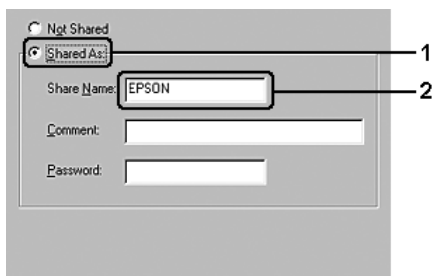 Not Shared
Shared As: 1
Share Name: EPSON 2
Comment:
Password: